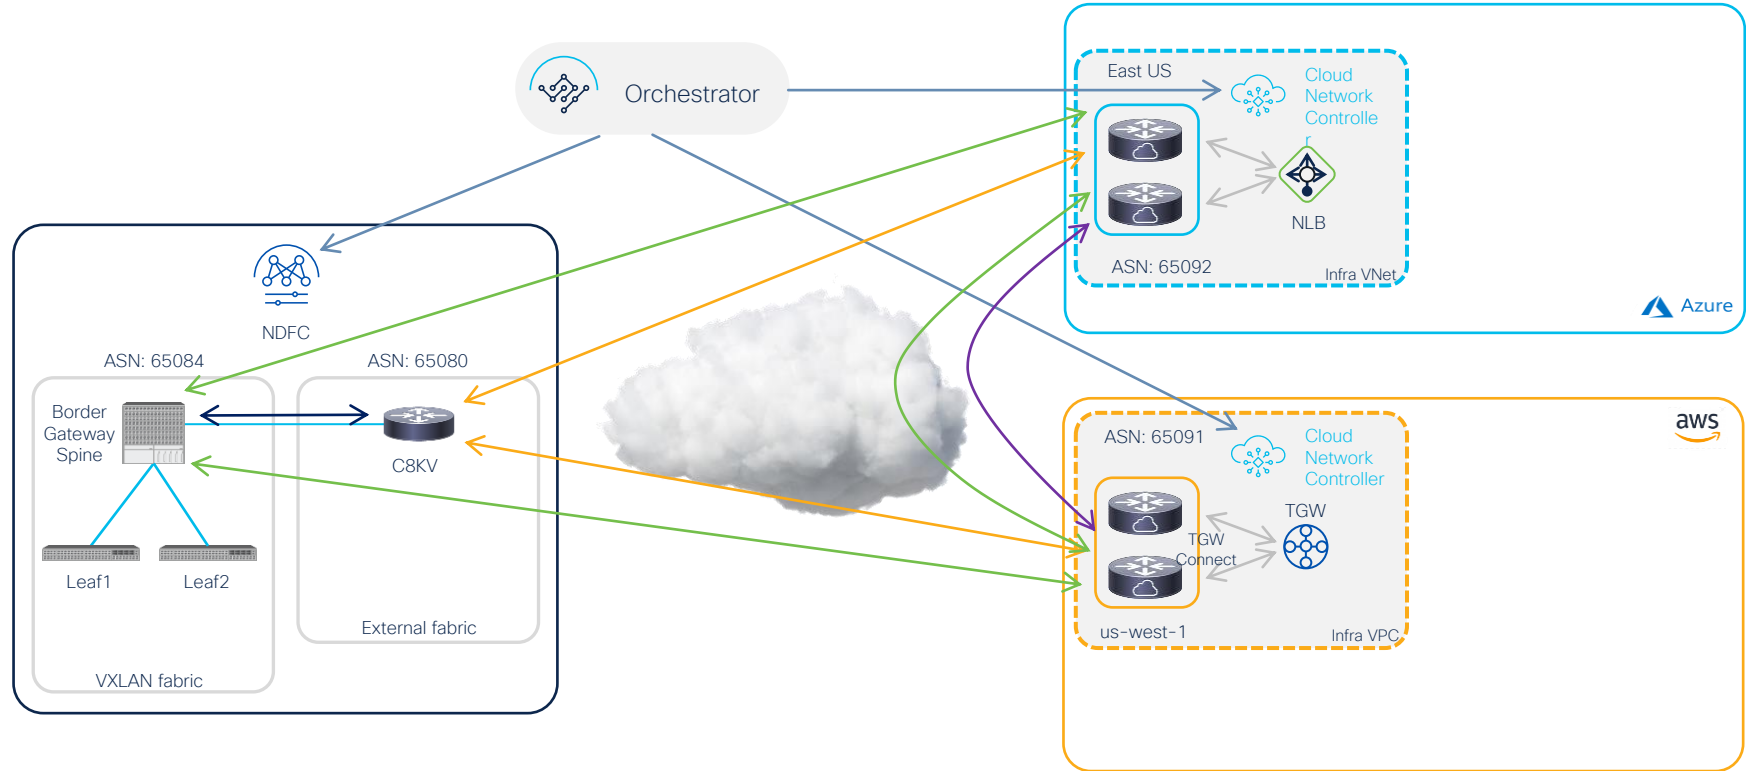 Orchestrator
East US
Cloud
Network
Controlle
r
NLB
ASN: 65092
Infra VNet
Azure
NDFC
ASN: 65084
ASN: 65080
Border
Gateway
Spine
C8KV
Leaf1
Leaf2
External fabric
VXLAN fabric
aws
ASN: 65091
Cloud
Network
Controller
TGW
TGW
Connect
us-west-1
Infra VPC